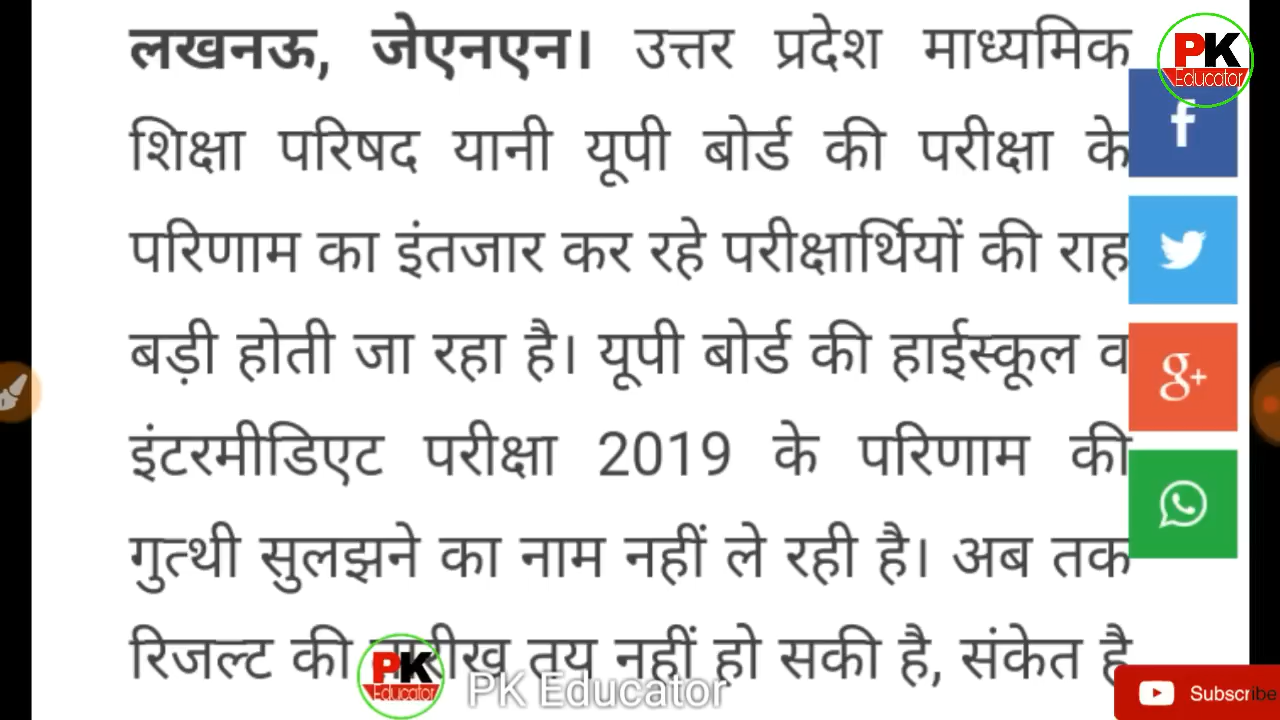 लखनऊ, जेएनएन। उत्तर प्रदेश माध्यमिक
शिक्षा परिषद यानी यूपी बोर्ड की परीक्षा के
परिणाम का इंतजार कर रहे परीक्षार्थियों की राह
बड़ी होती जा रहा है। यूपी बोर्ड की हाईस्कूल व
इंटरमीडिएट परीक्षा 2019 के परिणाम की
गुत्थी सुलझने का नाम नहीं ले रही है। अब तक
रिजल्ट की तय नहीं हो सकी है, संकेत है
PK Educator
f
g+
PK Educator
PK Educator
Subscribe